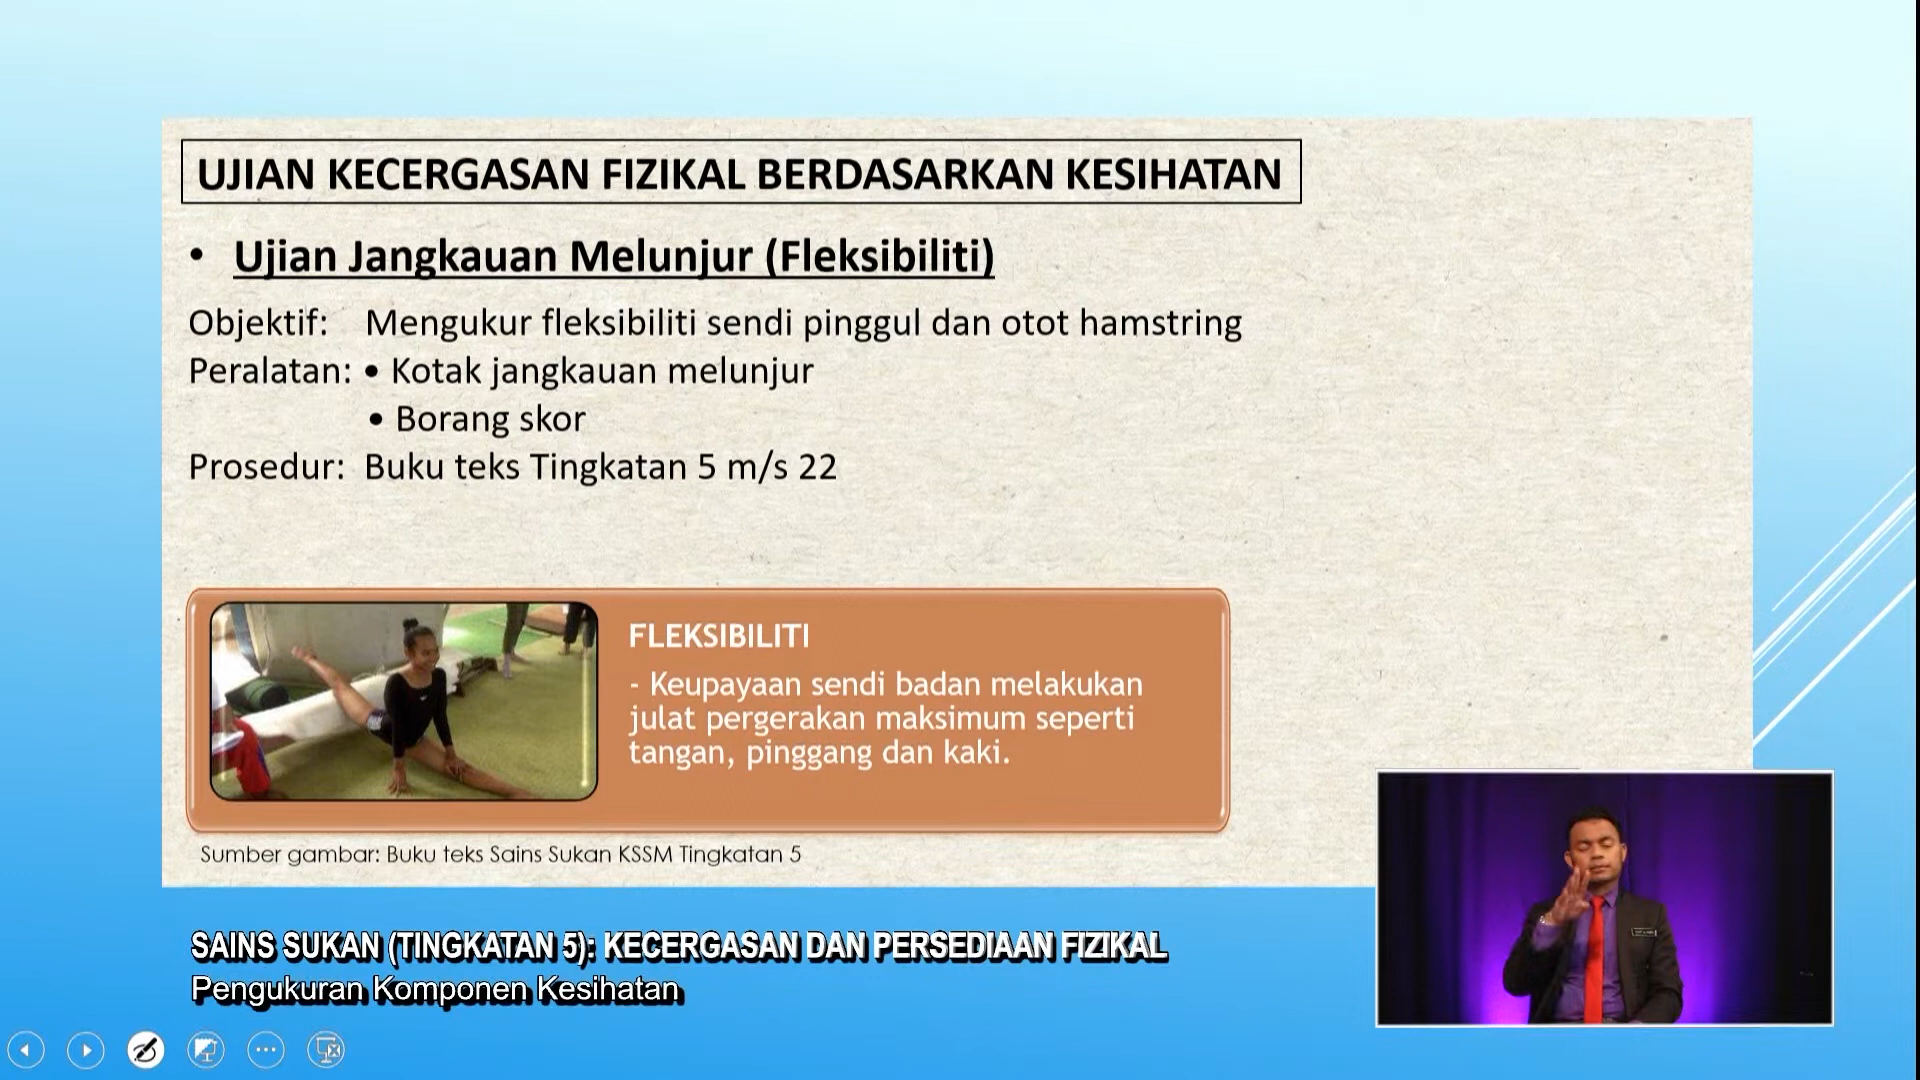 UJIAN KECERGASAN FIZIKAL BERDASARKAN KESIHATAN
• Ujian Jangkauan Melunjur (Fleksibiliti)
Objektif: Mengukur fleksibiliti sendi pinggul dan otot hamstring
Peralatan: • Kotak jangkauan melunjur
• Borang skor
Prosedur: Buku teks Tingkatan 5 m/s 22
FLEKSIBILITI
- Keupayaan sendi badan melakukan
julat pergerakan maksimum seperti
tangan, pinggang dan kaki.
Sumber gambar: Buku teks Sains Sukan KSSM Tingkatan 5
SAINS SUKAN (TINGKATAN 5): KECERGASAN DAN PERSEDIAAN FIZIKAL
Pengukuran Komponen Kesihatan